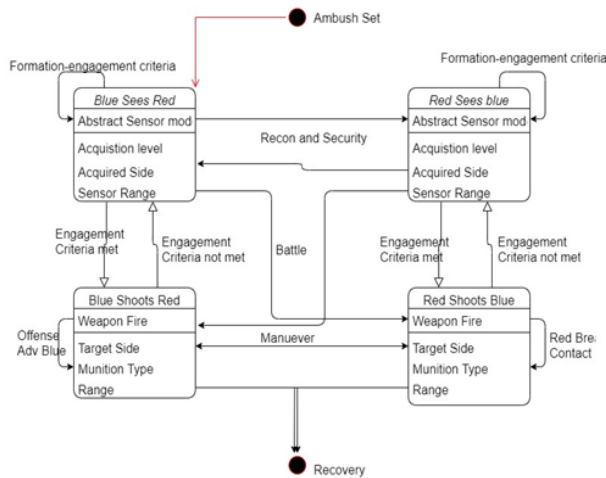 Ambush Set
Formation-engagement criteria
Formation-engagement criteria
Blue Sees Red
Abstract Sensor mod
Acquistion level
Acquired Side
Sensor Range
Red Sees blue
Abstract Sensor mod
Acquistion level
Acquired Side
Sensor Range
Recon and Security
Engagement
Criteria met
Engagement
Criteria not met
Battle
Engagement
Criteria met
Engagement
Criteria not met
Blue Shoots Red
Weapon Fire
Target Side
Munition Type
Range
Red Shoots Blue
Weapon Fire
Target Side
Munition Type
Range
Offense
Adv Blue
Manuever
Red Brea
Contact
Recovery